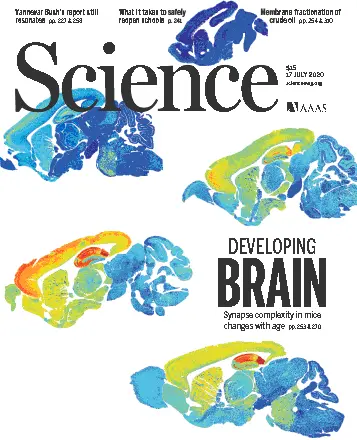 Vannevar Bush's report still
resonates pp. 227 & 258
What it takes to safely
reopen schools p. 241
Membrane fractionation of
crude oil pp. 254 & 310
Science
$15
17 JULY 2020
sciencemag.org
AAAS
DEVELOPING
BRAIN
Synapse complexity in mice
changes with age pp. 253 & 270